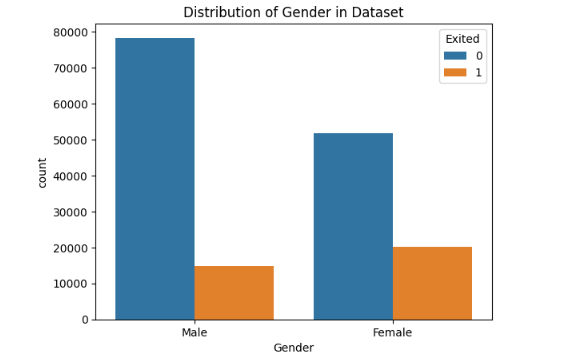 Distribution of Gender in Dataset
Exited
0
1
80000
70000
60000
50000
40000
30000
20000
10000
0
count
Male
Female
Gender